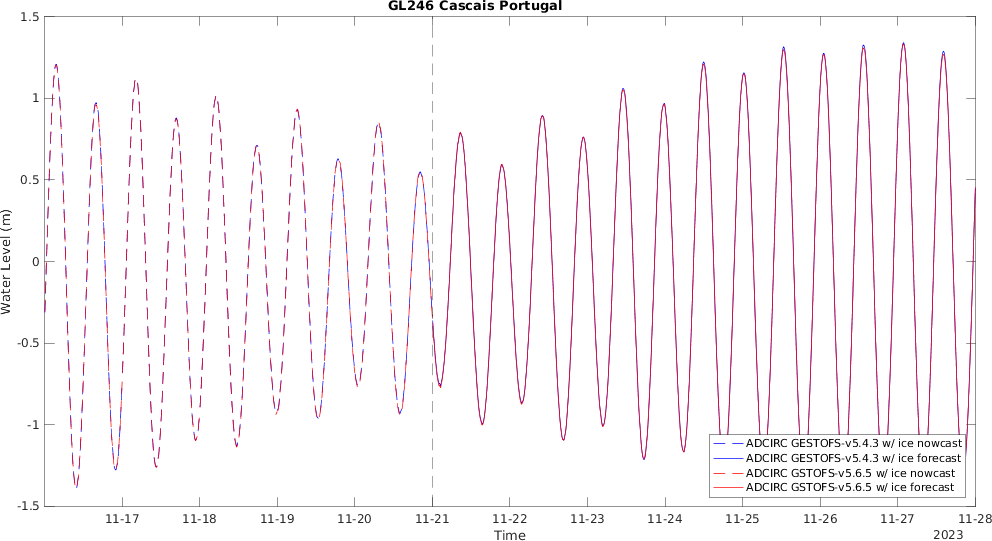 GL246 Cascais Portugal
1.5
1
0.5
0
-0.5
-1
-1.5
Water Level (m)
ADCIRC GESTOFS-v5.4.3 w/ ice nowcast
ADCIRC GESTOFS-v5.4.3 w/ ice forecast
ADCIRC GSTOFS-v5.6.5 w/ ice nowcast
ADCIRC GSTOFS-v5.6.5 w/ ice forecast
11-17 11-18 11-19 11-20 11-21 11-22 11-23 11-24 11-25 11-26 11-27 11-28
Time
2023